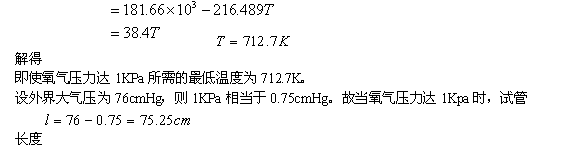 =181.66×10³−216.489T
=38.4T
T=712.7K
解得
即使氧气压力达 1KPa 所需的最低温度为 712.7K。
设外界大气压为 76cmHg，则 1KPa 相当于 0.75cmHg。故当氧气压力达 1Kpa 时，试管
l=76−0.75=75.25cm
长度